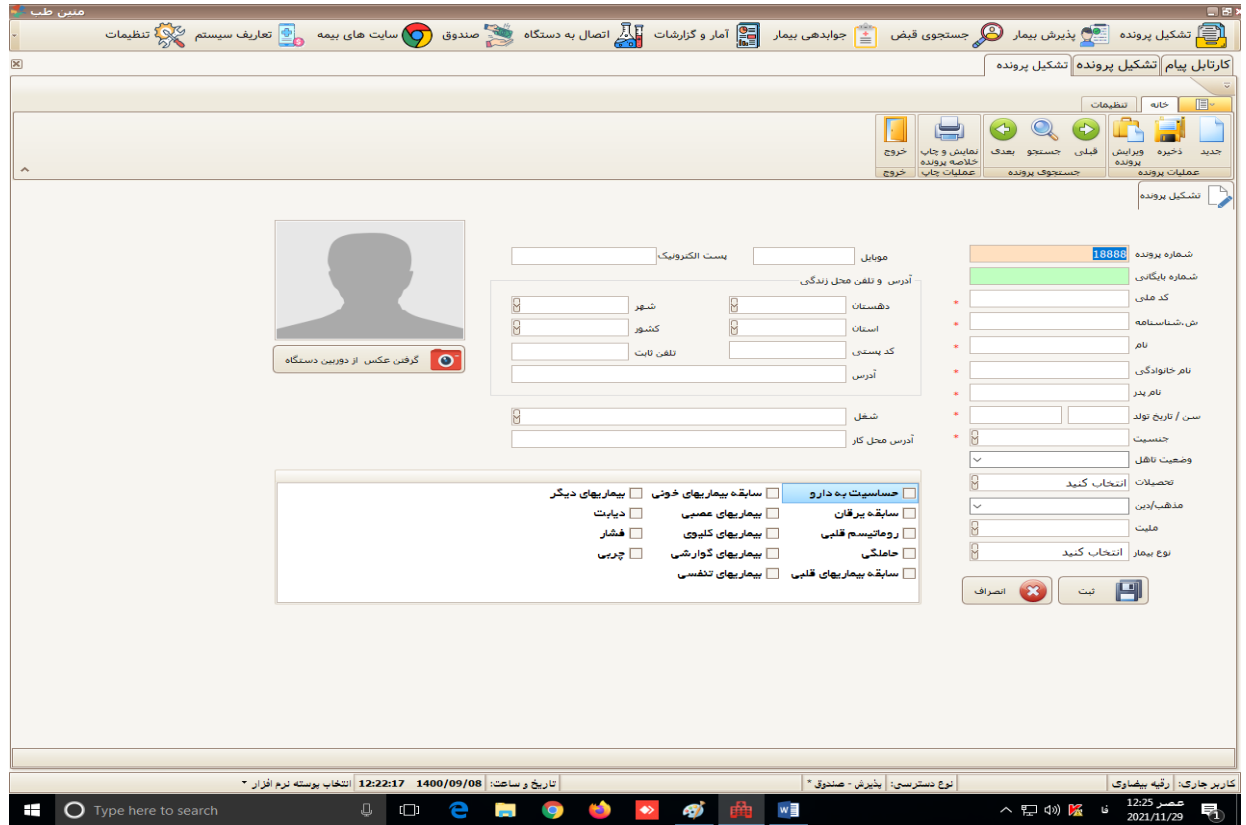 متین طب
تشکیل پرونده پذیرش بیمار جستجوی قبض جوابدهی بیمار آمار و گزارشات اتصال به دستگاه صندوق سایت های بیمه تعاریف سیستم تنظیمات
کارتابل پیام تشکیل پرونده تشکیل پرونده
خانه تنظیمات
جدید ذخیره ویرایش پرونده قبلی جستجو بعدی نمایش و چاپ خلاصه پرونده خروج
عملیات پرونده جستجوی پرونده عملیات چاپ خروج
تشکیل پرونده
شماره پرونده 18888 موبایل پست الکترونیک
شماره بایگانی
آدرس و تلفن محل زندگی
کد ملی *
دهستان شهر
ش.شناسنامه *
استان کشور
نام *
کد پستی تلفن ثابت
گرفتن عکس از دوربین دستگاه
نام خانوادگی *
آدرس
نام پدر *
سن / تاریخ تولد *
شغل
جنسیت *
آدرس محل کار
وضعیت تاهل
تحصیلات انتخاب کنید
مذهب/دین
ملیت
نوع بیمار انتخاب کنید
ثبت انصراف
حساسیت به دارو سابقه بیماریهای خونی بیماریهای دیگر
سابقه یرقان بیماریهای عصبی دیابت
روماتیسم قلبی بیماریهای کلیوی فشار
حاملگی بیماریهای گوارشی چربی
سابقه بیماریهای قلبی بیماریهای تنفسی
کاربر جاری: رقیه بیضاوی نوع دسترسی: پذیرش - صندوق * تاریخ و ساعت: 1400/09/08 12:22:17 انتخاب پوسته نرم افزار
Type here to search
فا
12:25 عصر
2021/11/29
1